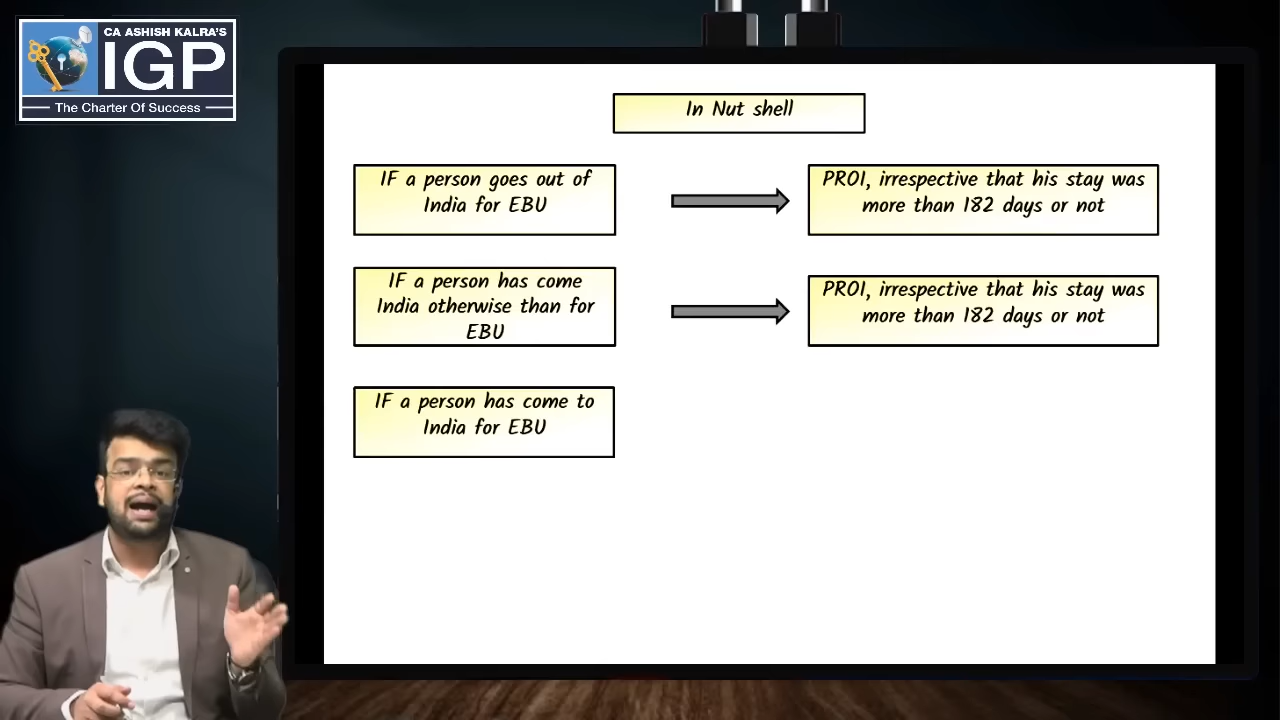 CA ASHISH KALRA'S
IGP
The Charter Of Success
In Nut shell
IF a person goes out of
India for EBU
PROI, irrespective that his stay was
more than 182 days or not
IF a person has come
India otherwise than for
EBU
PROI, irrespective that his stay was
more than 182 days or not
IF a person has come to
India for EBU